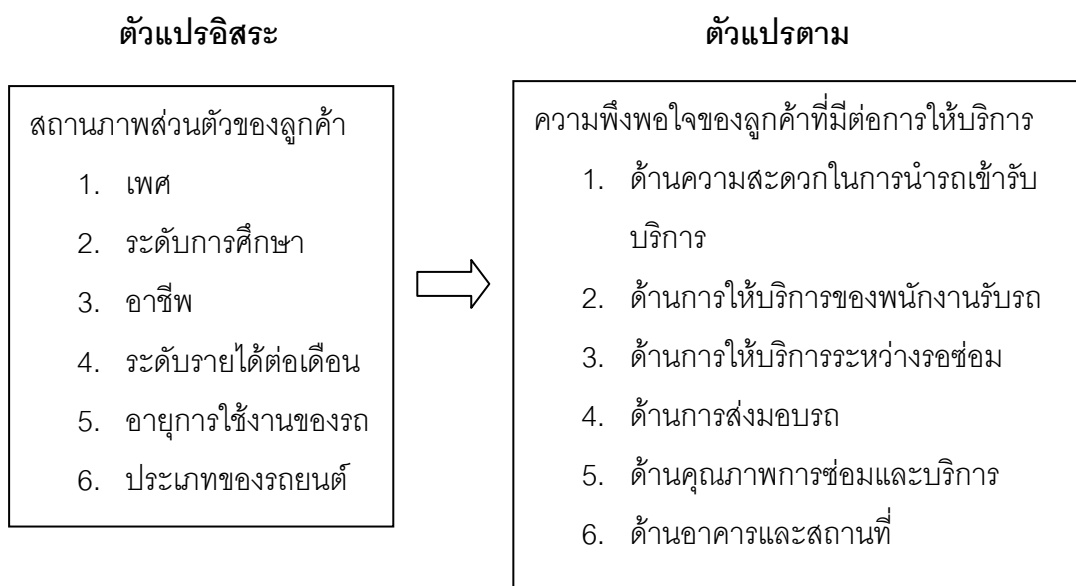 ตัวแปรอิสระ
ตัวแปรตาม
สถานภาพส่วนตัวของลูกค้า
1. เพศ
2. ระดับการศึกษา
3. อาชีพ
4. ระดับรายได้ต่อเดือน
5. อายุการใช้งานของรถ
6. ประเภทของรถยนต์
ความพึงพอใจของลูกค้าที่มีต่อการให้บริการ
1. ด้านความสะดวกในการนำรถเข้ารับ
บริการ
2. ด้านการให้บริการของพนักงานรับรถ
3. ด้านการให้บริการระหว่างรอซ่อม
4. ด้านการส่งมอบรถ
5. ด้านคุณภาพการซ่อมและบริการ
6. ด้านอาคารและสถานที่